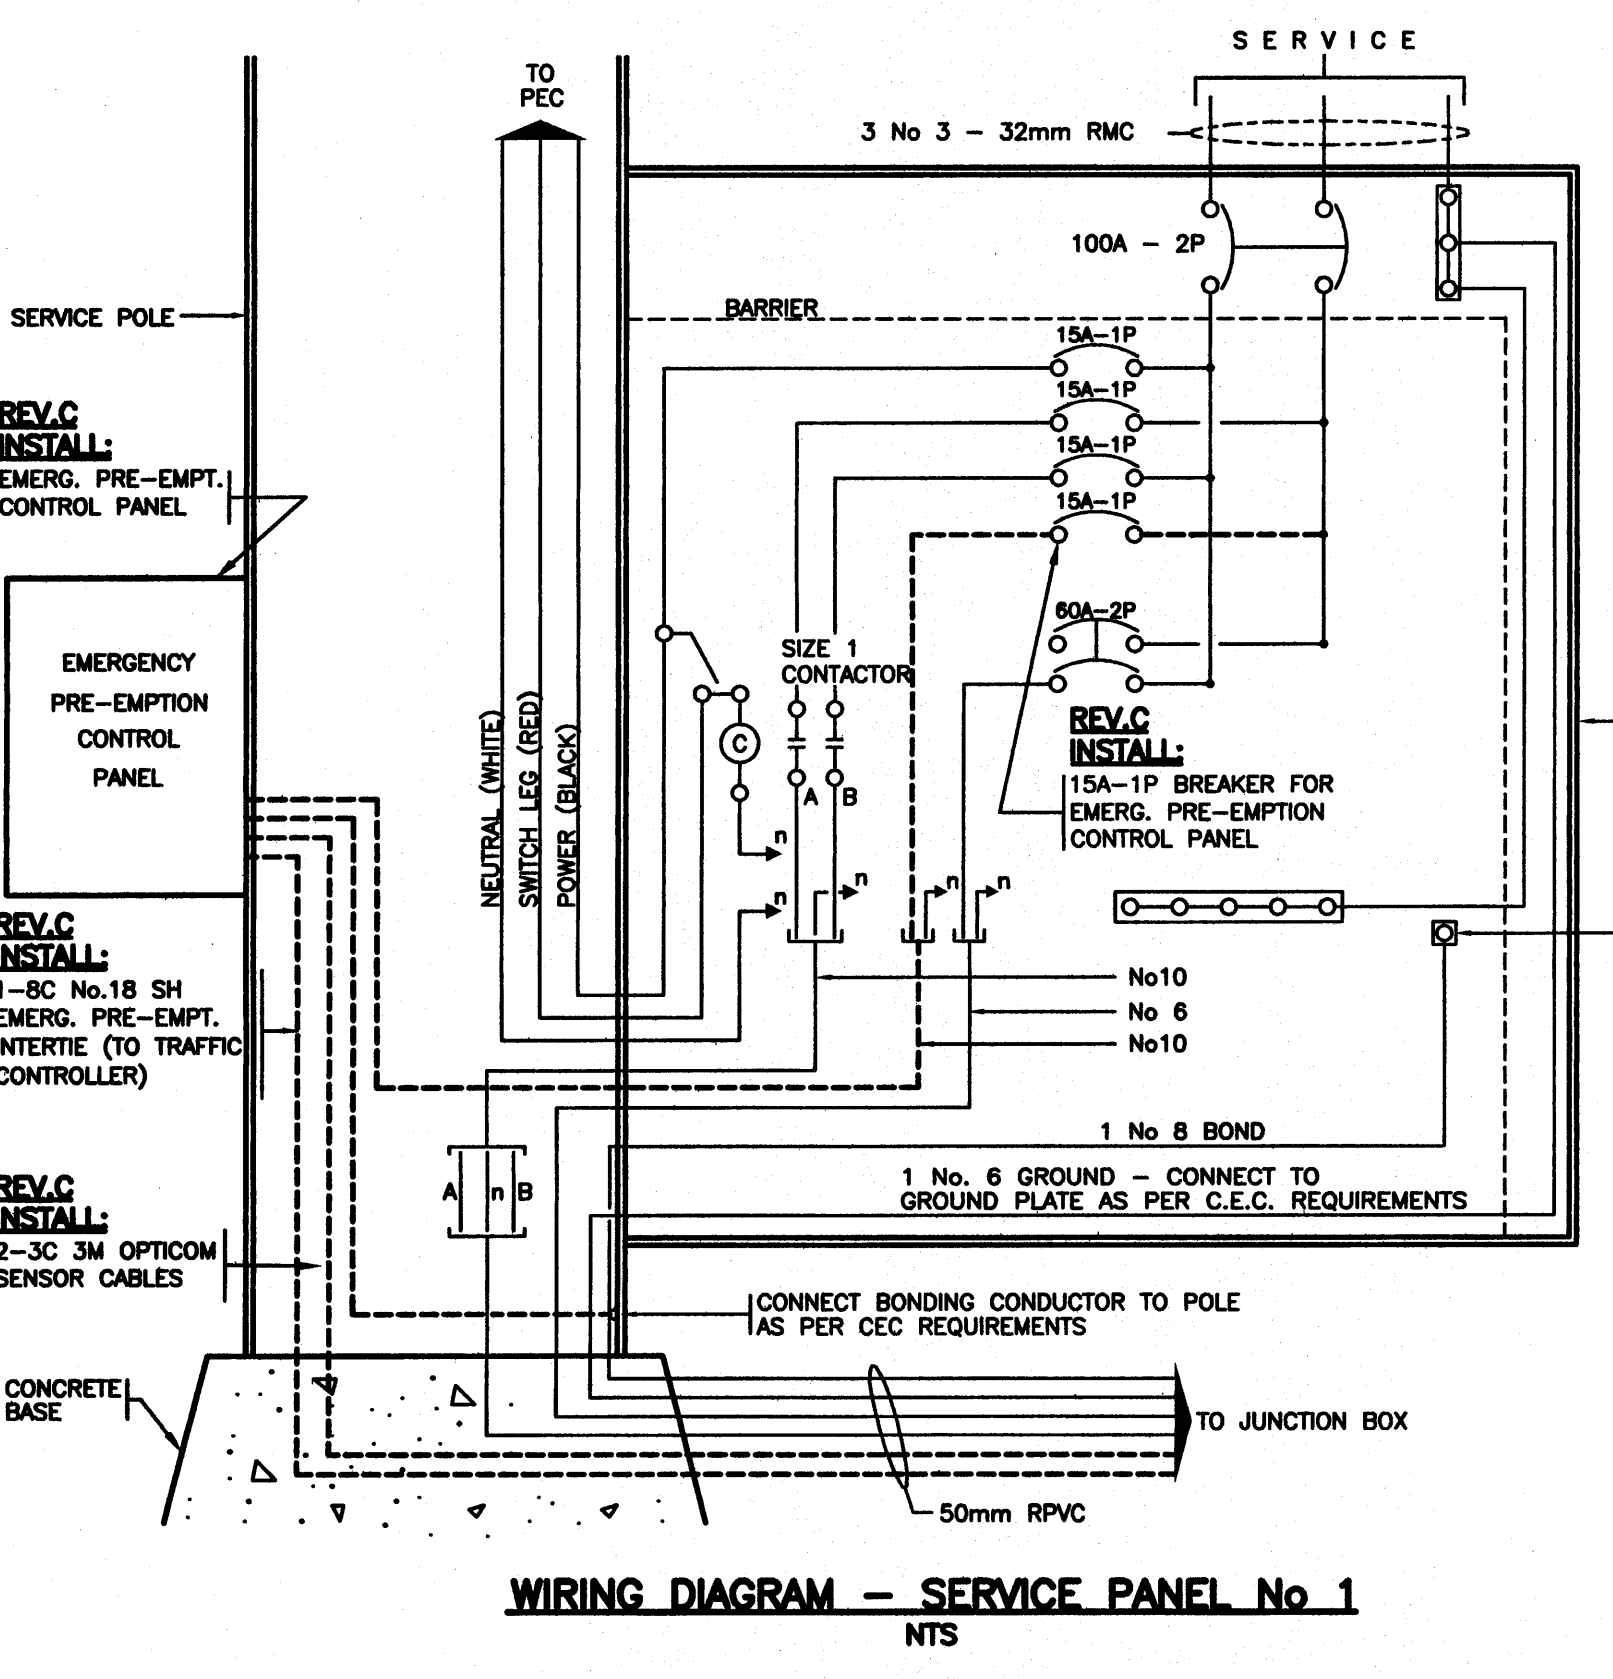 SERVICE
TO
PEC
3 No 3 - 32mm RMC
100A - 2P
BARRIER
SERVICE POLE
15A-1P
15A-1P
15A-1P
15A-1P
REV.C
INSTALL:
EMERG. PRE-EMPT.
CONTROL PANEL
60A-2P
EMERGENCY
PRE-EMPTION
CONTROL
PANEL
SIZE 1
CONTACTOR
NEUTRAL (WHITE)
SWITCH LEG (RED)
POWER (BLACK)
C
A B
n
n
n
n
n
REV.C
INSTALL:
15A-1P BREAKER FOR
EMERG. PRE-EMPTION
CONTROL PANEL
REV.C
INSTALL:
1-8C No.18 SH
EMERG. PRE-EMPT.
INTERTIE (TO TRAFFIC
CONTROLLER)
No10
No 6
No10
1 No 8 BOND
1 No. 6 GROUND - CONNECT TO
GROUND PLATE AS PER C.E.C. REQUIREMENTS
A n B
REV.C
INSTALL:
2-3C 3M OPTICOM
SENSOR CABLES
CONNECT BONDING CONDUCTOR TO POLE
AS PER CEC REQUIREMENTS
CONCRETE
BASE
TO JUNCTION BOX
50mm RPVC
WIRING DIAGRAM - SERVICE PANEL No 1
NTS